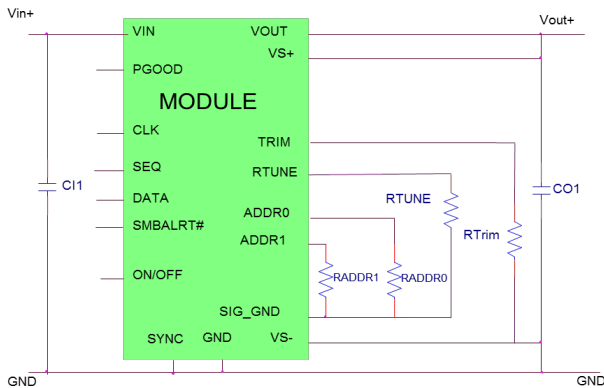 Vin+
Vout+
VIN
VOUT
VS+
PGOOD
MODULE
CLK
TRIM
SEQ
RTUNE
CI1
DATA
RTUNE
CO1
ADDR0
SMBALRT#
RTrim
ADDR1
ON/OFF
RADDR1
RADDR0
SIG_GND
SYNC
GND
VS-
GND
GND